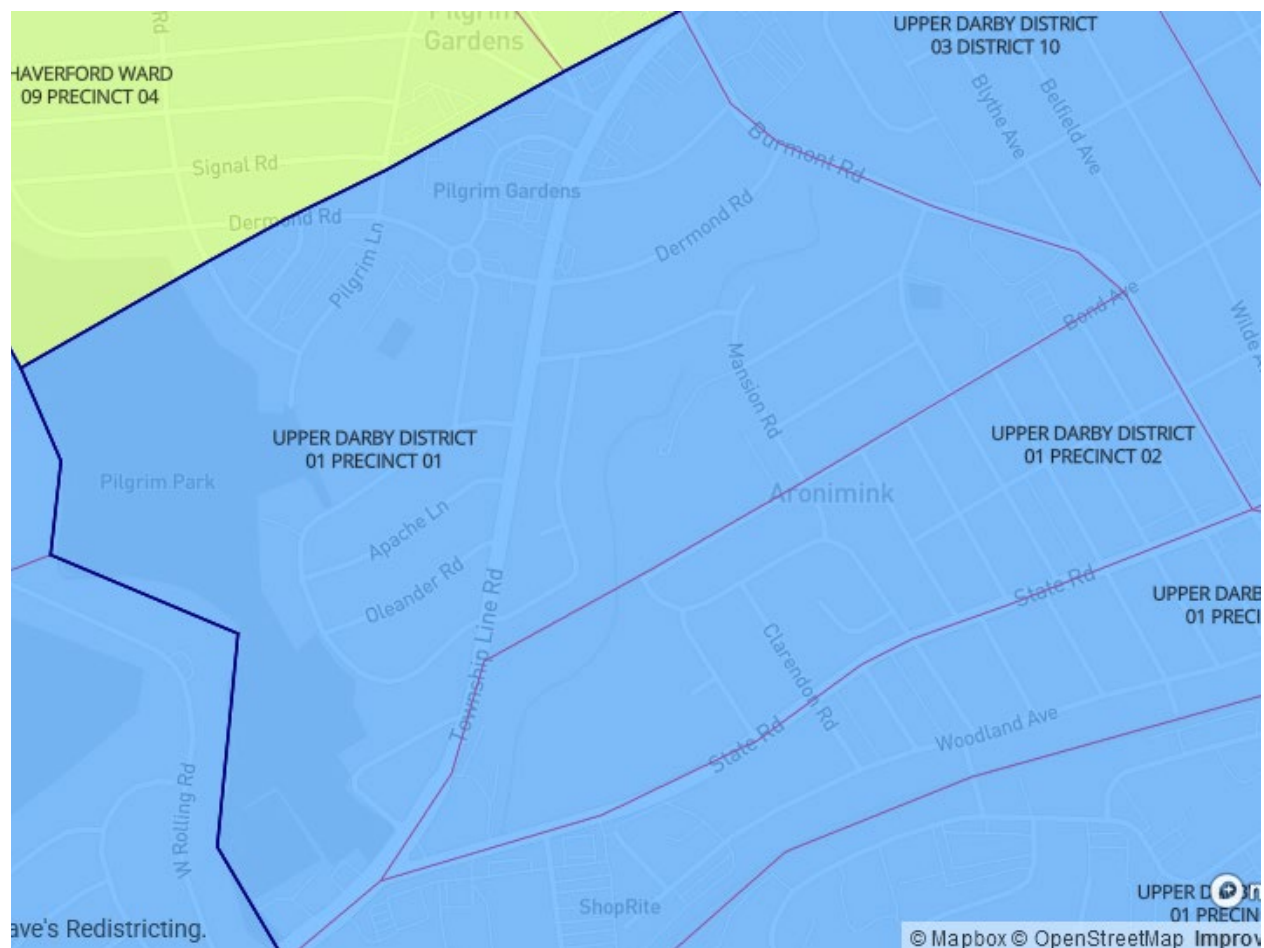 Pilgrim
Gardens
UPPER DARBY DISTRICT
03 DISTRICT 10
Rd
HAVERFORD WARD
09 PRECINCT 04
Blythe Ave
Belfield Ave
Signal Rd
Burmont Rd
Pilgrim Gardens
Dermond Rd
Dermond Rd
Pilgrim Ln
Bond Ave
Wilde A
Mansion Rd
UPPER DARBY DISTRICT
01 PRECINCT 01
UPPER DARBY DISTRICT
01 PRECINCT 02
Pilgrim Park
Aronimink
Apache Ln
Oleander Rd
State Rd
UPPER DARB
01 PRECI
Township Line Rd
Clarendon Rd
State Rd
Woodland Ave
W Rolling Rd
UPPER D
01 PRECIN
ShopRite
ave's Redistricting.
© Mapbox © OpenStreetMap Improv